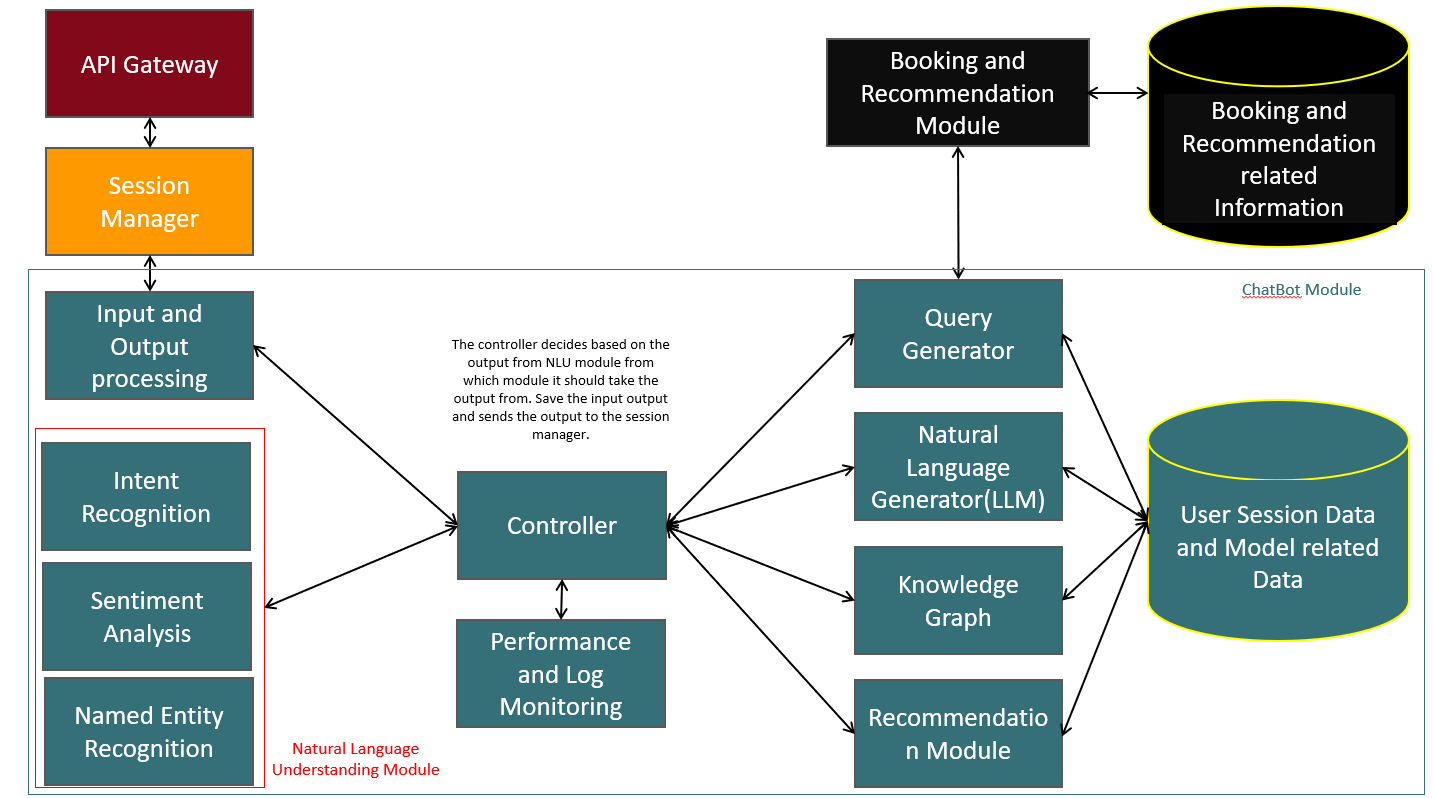 API Gateway
Session
Manager
Booking and
Recommendation
Module
Booking and
Recommendation
related
Information
ChatBot Module
Input and
Output
processing
The controller decides based on the
output from NLU module from
which module it should take the
output from. Save the input output
and sends the output to the session
manager.
Query
Generator
Intent
Recognition
Controller
Natural
Language
Generator(LLM)
User Session Data
and Model related
Data
Sentiment
Analysis
Performance
and Log
Monitoring
Knowledge
Graph
Named Entity
Recognition
Natural Language
Understanding Module
Recommendatio
n Module